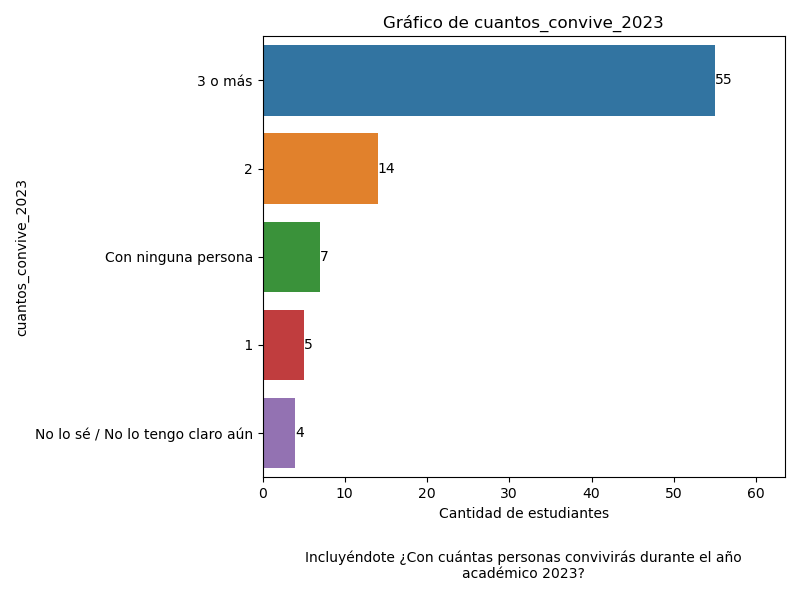 Gráfico de cuantos_convive_2023
cuantos_convive_2023
3 o más
55
2
14
Con ninguna persona
7
1
5
No lo sé / No lo tengo claro aún
4
0 10 20 30 40 50 60
Cantidad de estudiantes
Incluyéndote ¿Con cuántas personas convivirás durante el año
académico 2023?